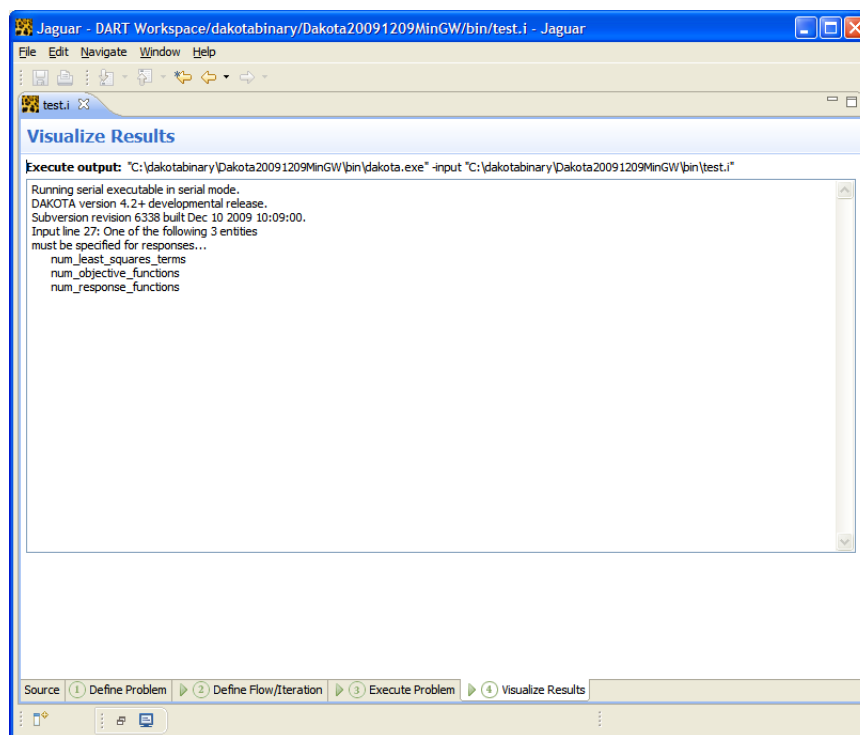 Jaguar - DART Workspace/dakotabinary/Dakota20091209MinGW/bin/test.i - Jaguar
File Edit Navigate Window Help
test.i
Visualize Results
Execute output: "C:\dakotabinary\Dakota20091209MinGW\bin\dakota.exe" -input "C:\dakotabinary\Dakota20091209MinGW\bin\test.i"
Running serial executable in serial mode.
DAKOTA version 4.2+ developmental release.
Subversion revision 6338 built Dec 10 2009 10:09:00.
Input line 27: One of the following 3 entities
must be specified for responses...
num_least_squares_terms
num_objective_functions
num_response_functions
Source 1 Define Problem 2 Define Flow/Iteration 3 Execute Problem 4 Visualize Results